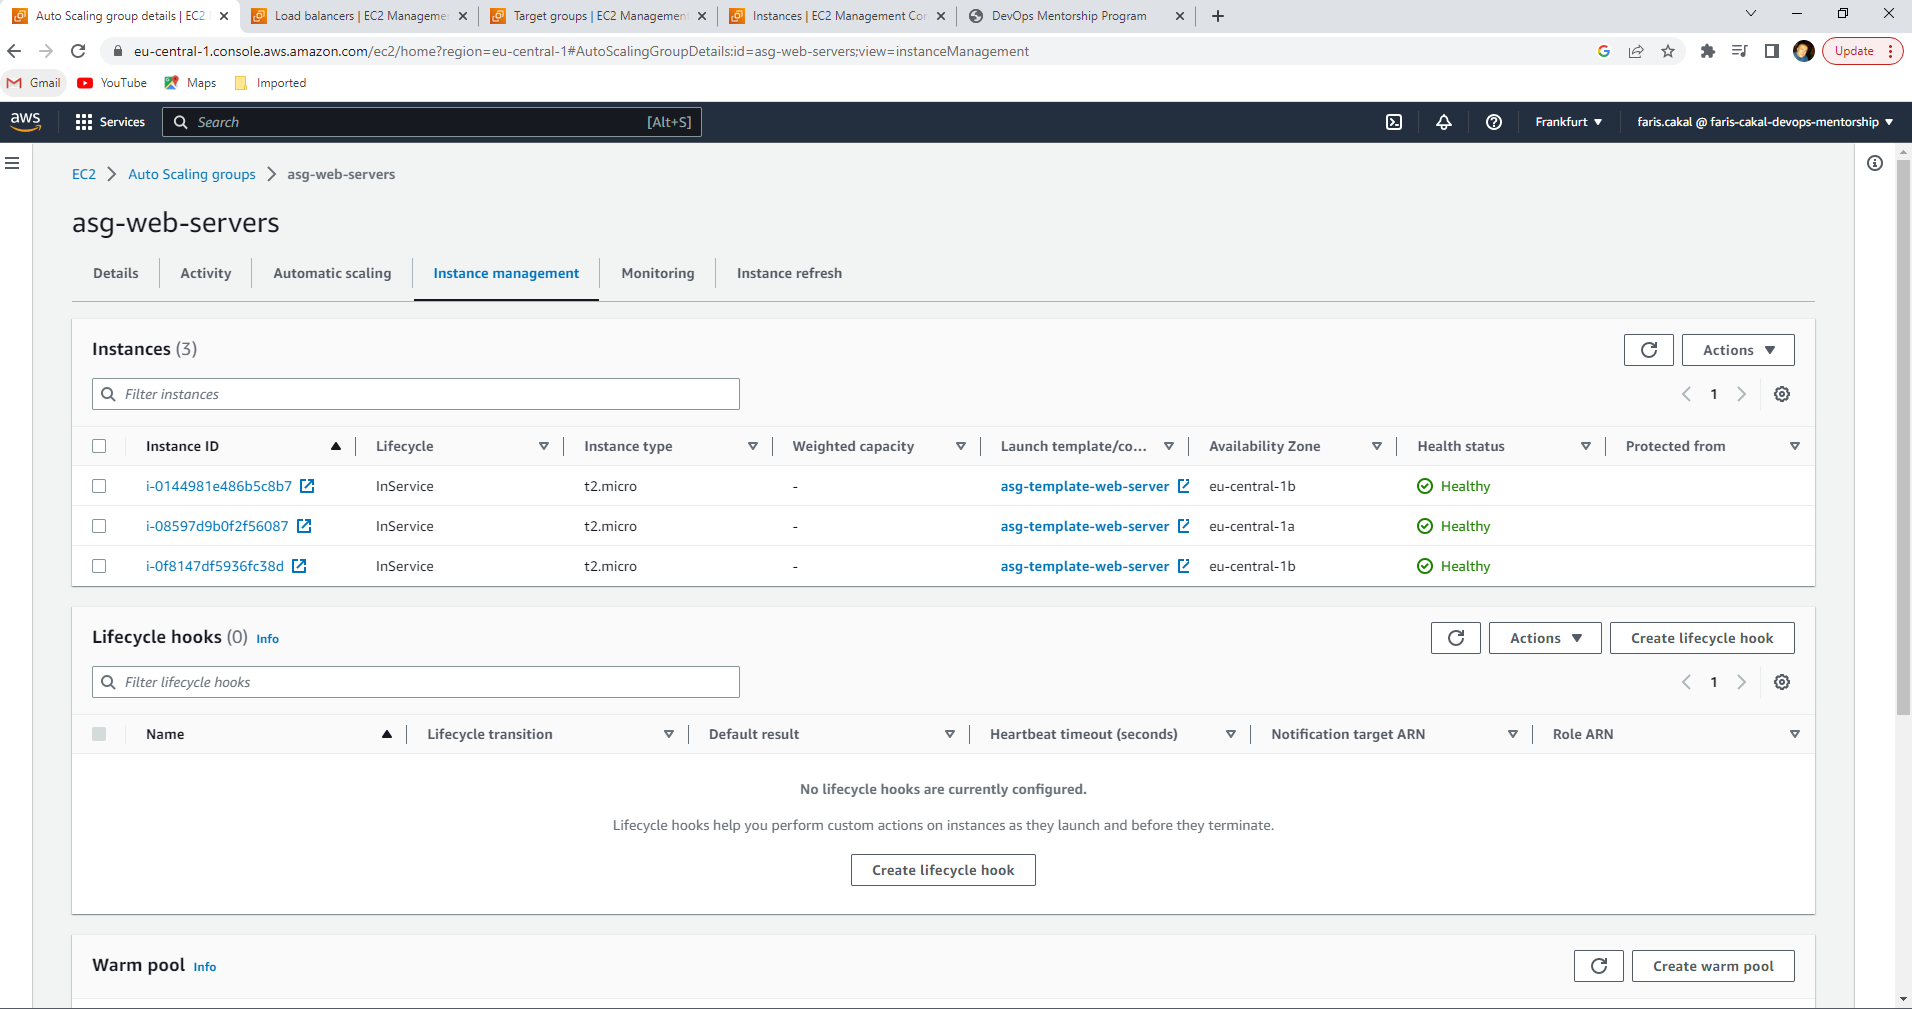 Auto Scaling group details | EC2
Load balancers | EC2 Manageme
Target groups | EC2 Management
Instances | EC2 Management Con
DevOps Mentorship Program
eu-central-1.console.aws.amazon.com/ec2/home?region=eu-central-1#AutoScalingGroupDetails:id=asg-web-servers;view=instanceManagement
Update
Gmail
YouTube
Maps
Imported
aws
Services
Search
[Alt+S]
Frankfurt
faris.cakal @ faris-cakal-devops-mentorship
EC2
Auto Scaling groups
asg-web-servers
asg-web-servers
Details
Activity
Automatic scaling
Instance management
Monitoring
Instance refresh
Instances (3)
Actions
Filter instances
1
Instance ID
Lifecycle
Instance type
Weighted capacity
Launch template/co...
Availability Zone
Health status
Protected from
i-0144981e486b5c8b7 InService t2.micro - asg-template-web-server eu-central-1b Healthy
i-08597d9b0f2f56087 InService t2.micro - asg-template-web-server eu-central-1a Healthy
i-0f8147df5936fc38d InService t2.micro - asg-template-web-server eu-central-1b Healthy
Lifecycle hooks (0) Info
Actions
Create lifecycle hook
Filter lifecycle hooks
1
Name
Lifecycle transition
Default result
Heartbeat timeout (seconds)
Notification target ARN
Role ARN
No lifecycle hooks are currently configured.
Lifecycle hooks help you perform custom actions on instances as they launch and before they terminate.
Create lifecycle hook
Warm pool Info
Create warm pool